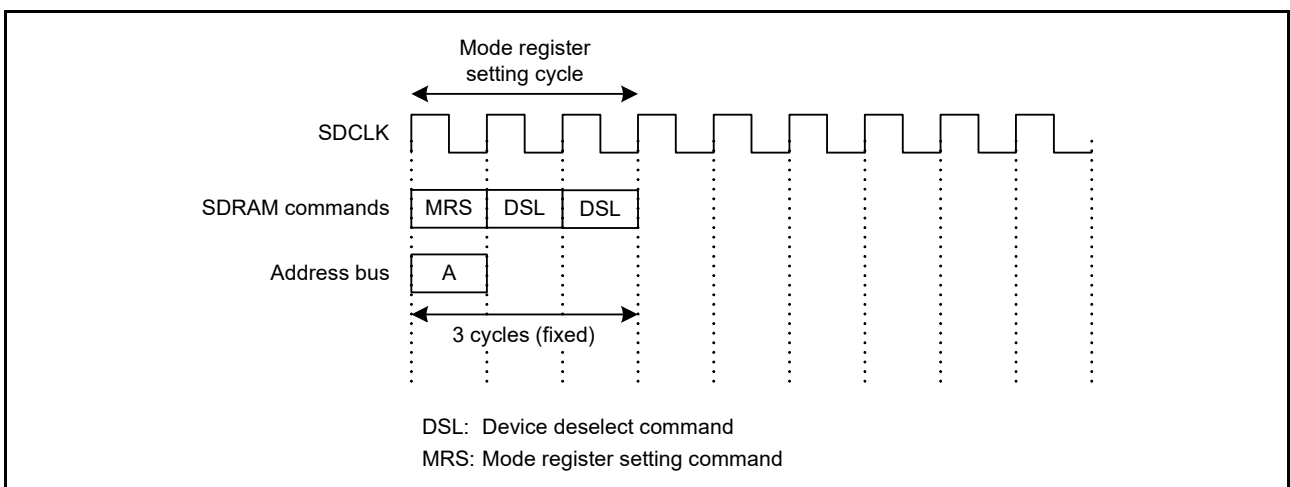 Mode register
setting cycle
SDCLK
SDRAM commands MRS DSL DSL
Address bus A
3 cycles (fixed)
DSL: Device deselect command
MRS: Mode register setting command